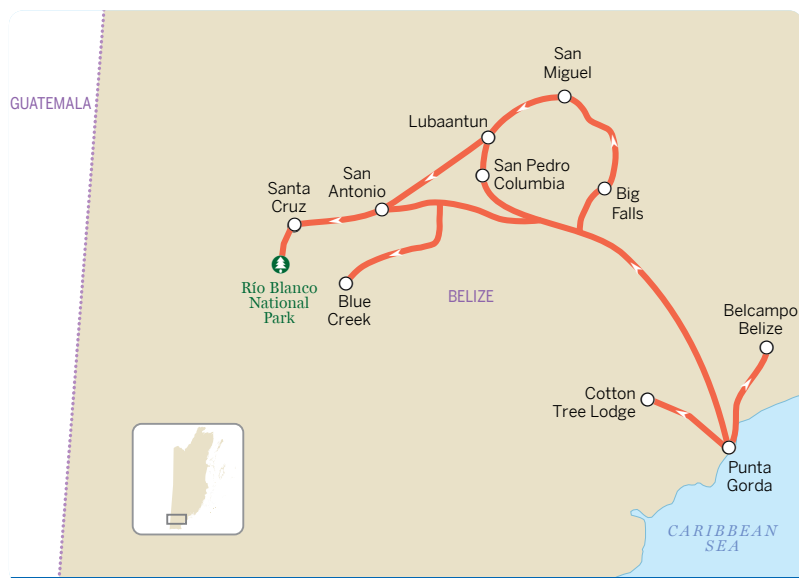 San
Miguel
GUATEMALA
Lubaantun
San Pedro
Columbia
San
Antonio
Santa
Cruz
Big
Falls
Río Blanco
National
Park
Blue
Creek
BELIZE
Belcampo
Belize
Cotton
Tree Lodge
Punta
Gorda
CARIBBEAN
SEA